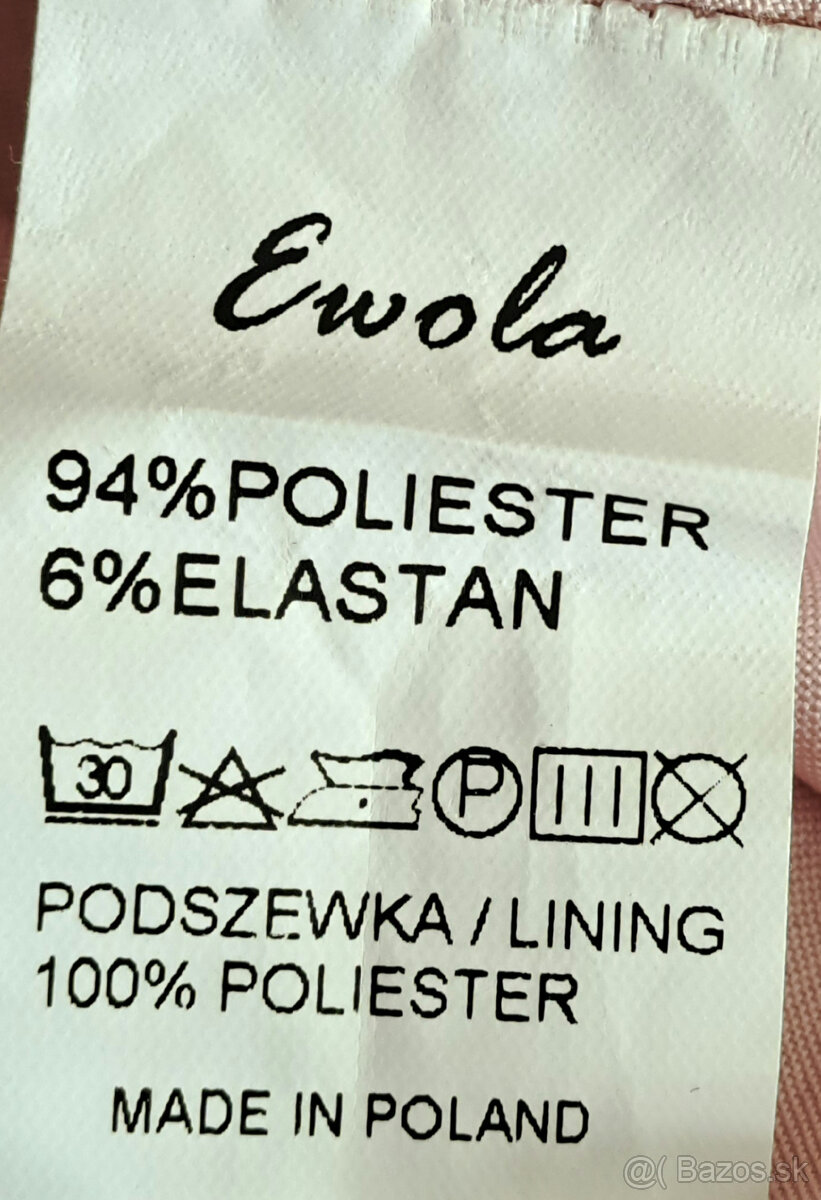 Ewola
94%POLIESTER
6%ELASTAN
30 P
PODSZEWKA / LINING
100% POLIESTER
MADE IN POLAND
@( Bazos.sk